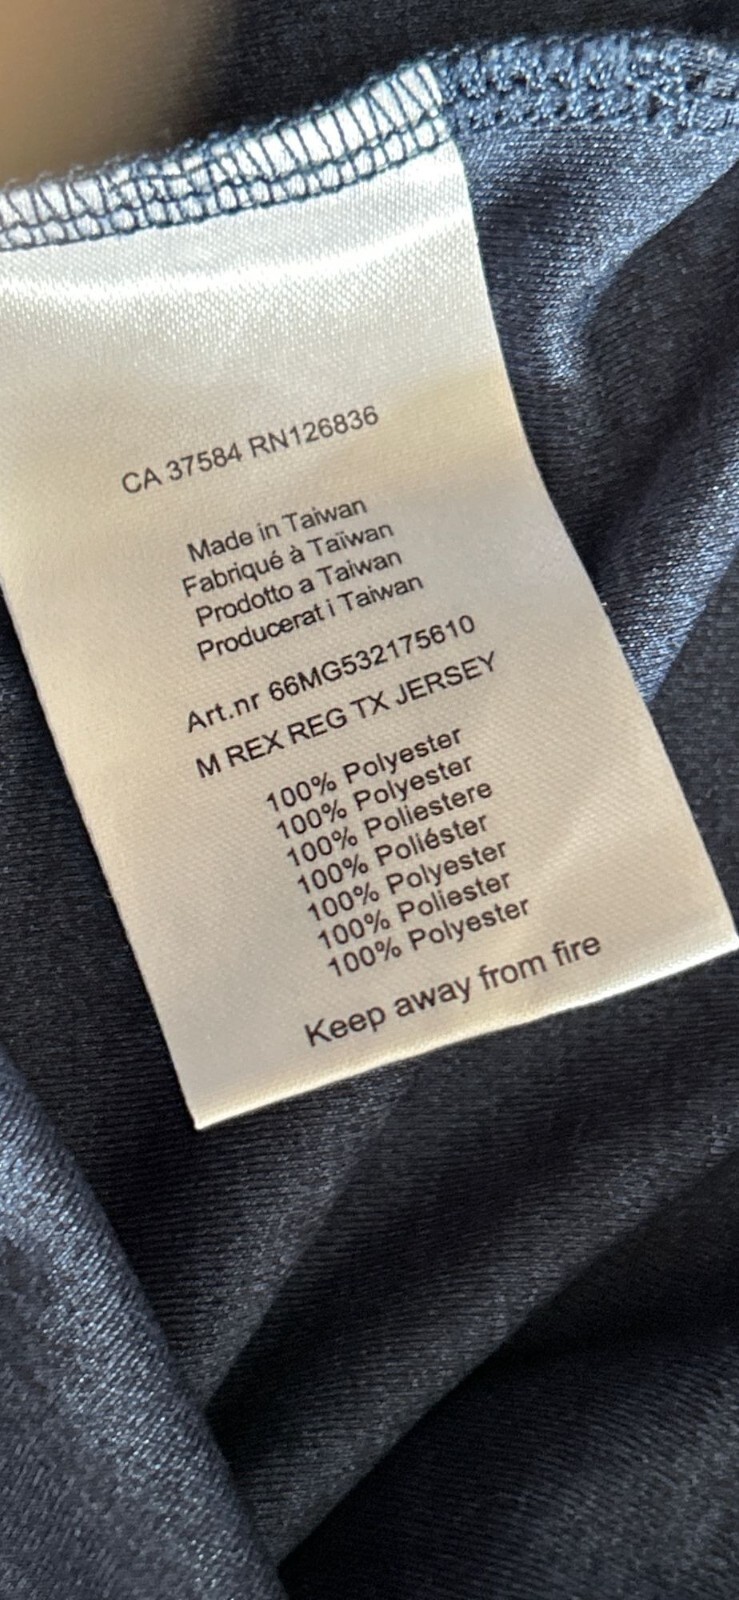 CA 37584 RN126836
Made in Taiwan
Fabriqué à Taïwan
Prodotto a Taiwan
Producerat i Taiwan
Art.nr 66MG532175610
M REX REG TX JERSEY
100% Polyester
100% Polyester
100% Poliestere
100% Poliéster
100% Polyester
100% Poliester
100% Polyester
Keep away from fire